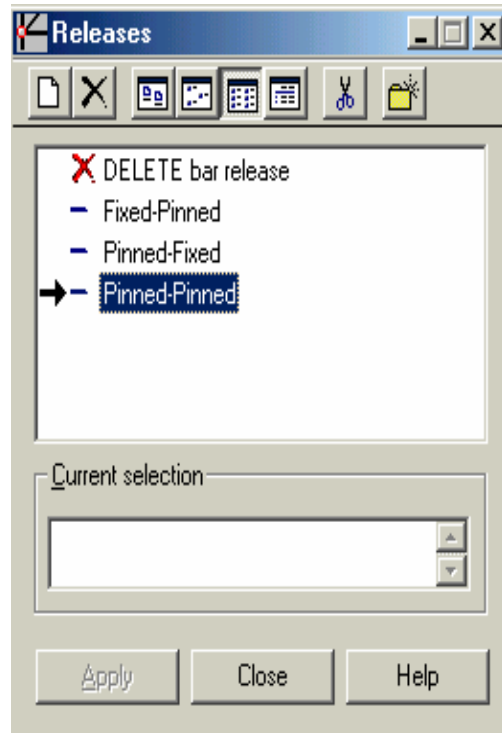 Releases
DELETE bar release
Fixed-Pinned
Pinned-Fixed
Pinned-Pinned
Current selection
Apply
Close
Help